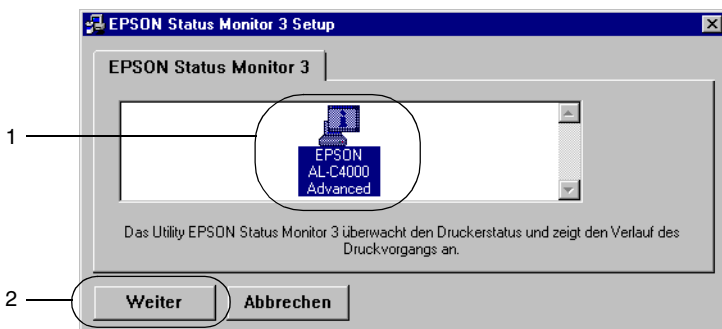 EPSON Status Monitor 3 Setup
EPSON Status Monitor 3
1
EPSON
AL-C4000
Advanced
Das Utility EPSON Status Monitor 3 überwacht den Druckerstatus und zeigt den Verlauf des
Druckvorgangs an.
2
Weiter
Abbrechen